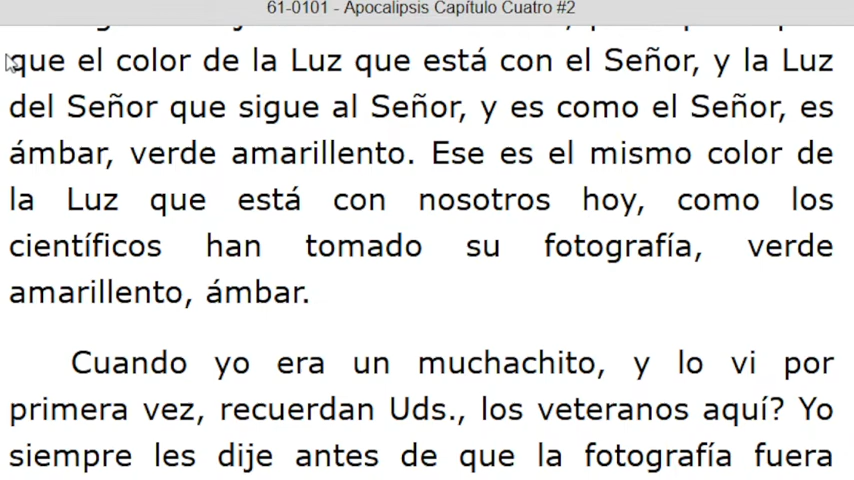 61-0101 - Apocalipsis Capítulo Cuatro #2
que el color de la Luz que está con el Señor, y la Luz
del Señor que sigue al Señor, y es como el Señor, es
ámbar, verde amarillento. Ese es el mismo color de
la Luz que está con nosotros hoy, como los
científicos han tomado su fotografía, verde
amarillento, ámbar.
Cuando yo era un muchachito, y lo vi por
primera vez, recuerdan Uds., los veteranos aquí? Yo
siempre les dije antes de que la fotografía fuera